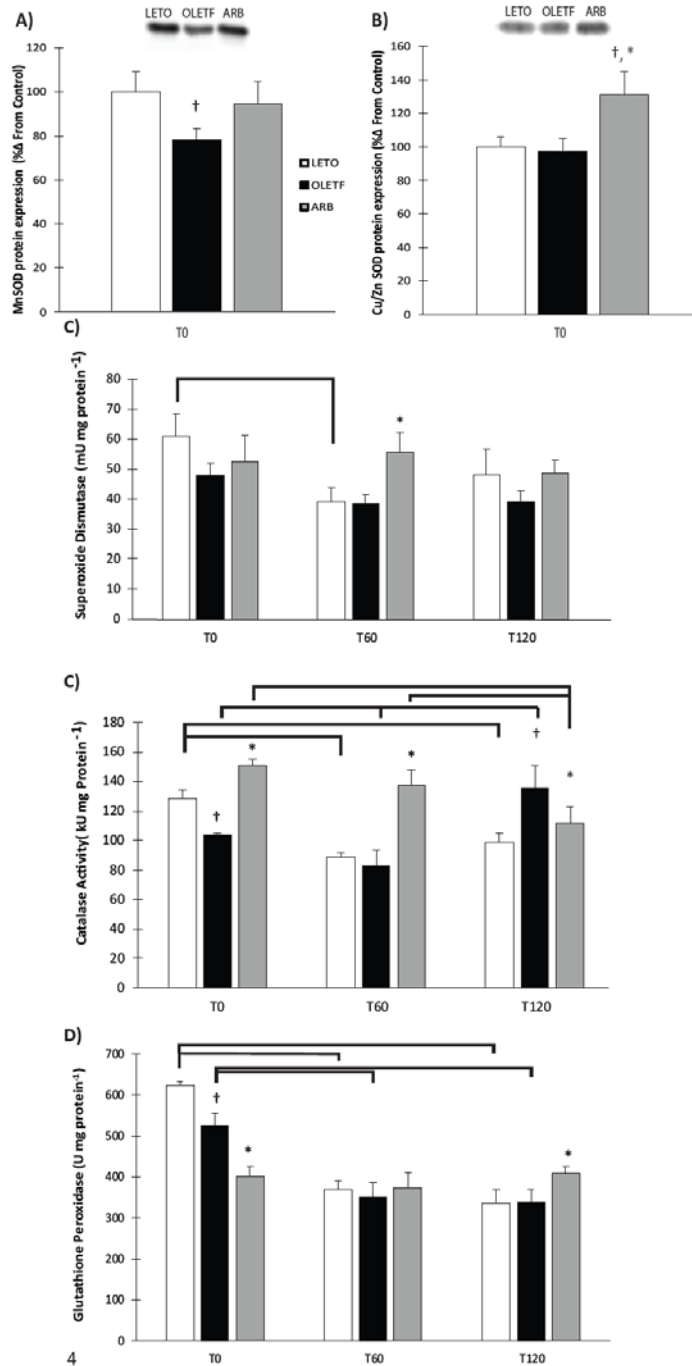 A)
LETO OLETF ARB
MnSOD protein expression (%Δ From Control)
120
100
80
60
40
20
0
†
T0
LETO
OLETF
ARB
B)
LETO OLETF ARB
Cu/Zn SOD protein expression (%Δ From Control)
160
140
120
100
80
60
40
20
0
†, *
T0
C)
Superoxide Dismutase (mU mg protein⁻¹)
80
70
60
50
40
30
20
10
0
*
T0 T60 T120
C)
Catalase Activity( kU mg Protein⁻¹)
180
160
140
120
100
80
60
40
20
0
†
*
*
†
*
T0 T60 T120
D)
Glutathione Peroxidase (U mg protein⁻¹)
700
600
500
400
300
200
100
0
†
*
*
T0 T60 T120
4